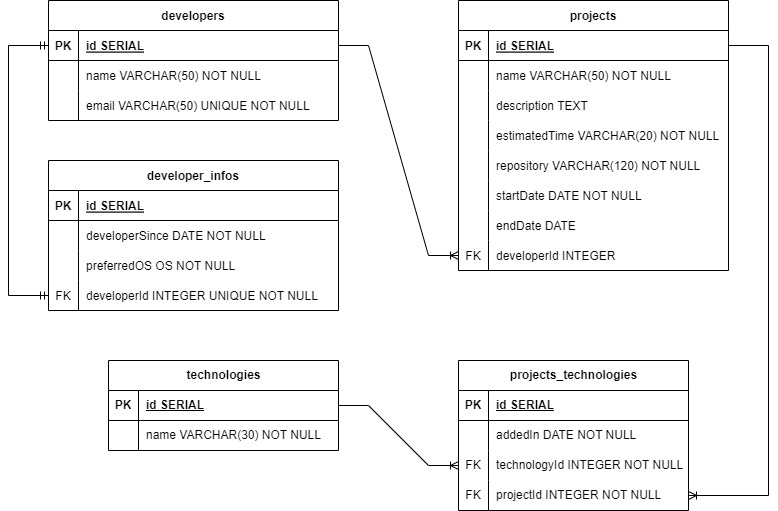 developers
PK id SERIAL
name VARCHAR(50) NOT NULL
email VARCHAR(50) UNIQUE NOT NULL
projects
PK id SERIAL
name VARCHAR(50) NOT NULL
description TEXT
estimatedTime VARCHAR(20) NOT NULL
repository VARCHAR(120) NOT NULL
startDate DATE NOT NULL
endDate DATE
FK developerId INTEGER
developer_infos
PK id SERIAL
developerSince DATE NOT NULL
preferredOS OS NOT NULL
FK developerId INTEGER UNIQUE NOT NULL
technologies
PK id SERIAL
name VARCHAR(30) NOT NULL
projects_technologies
PK id SERIAL
addedIn DATE NOT NULL
FK technologyId INTEGER NOT NULL
FK projectId INTEGER NOT NULL